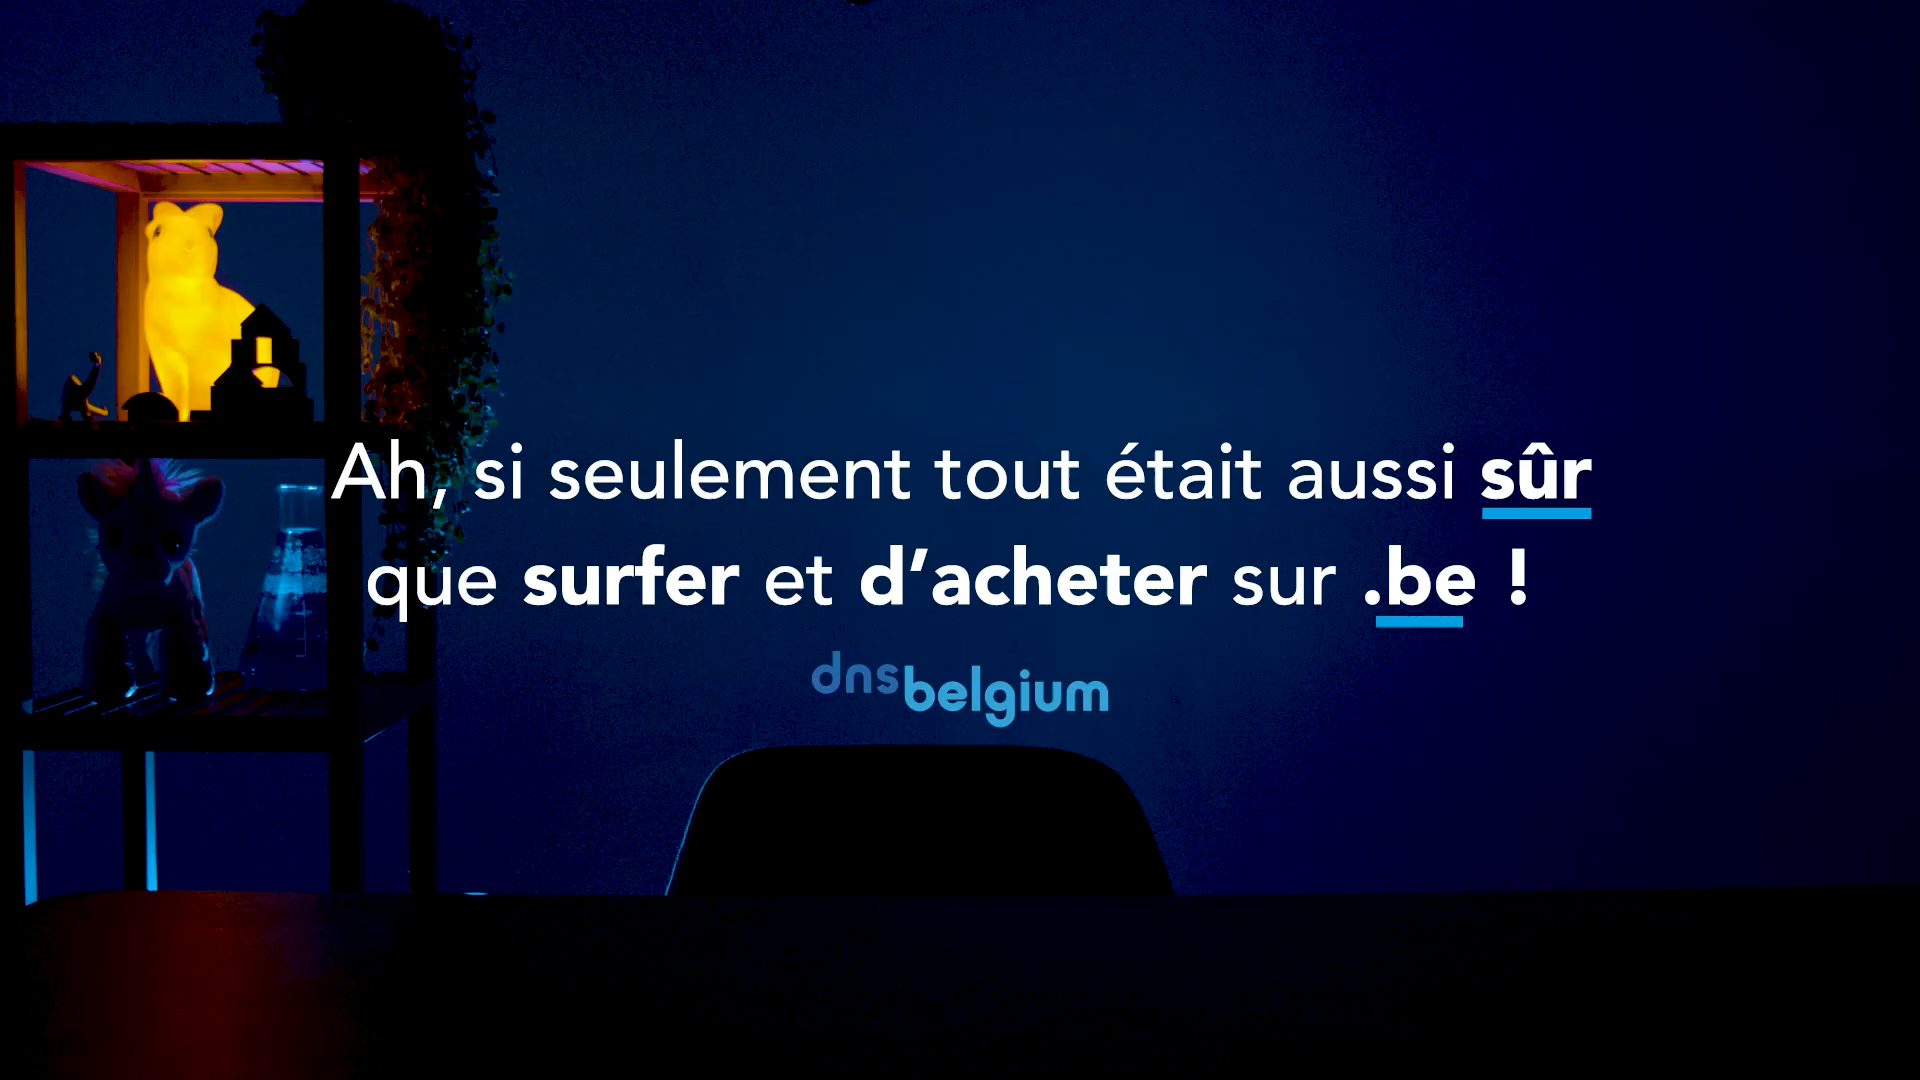 Ah, si seulement tout était aussi sûr
que surfer et d’acheter sur .be !
dnsbelgium